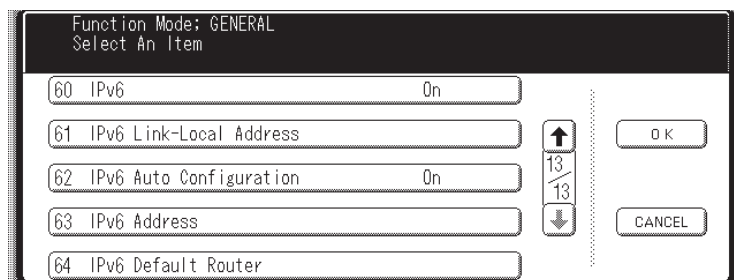 Function Mode; GENERAL
Select An Item
60 IPv6 On
61 IPv6 Link-Local Address
62 IPv6 Auto Configuration On
63 IPv6 Address
64 IPv6 Default Router
13/13
OK
CANCEL